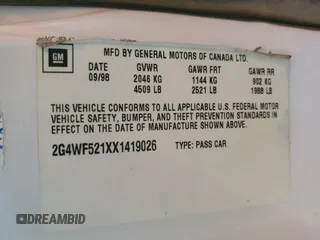 GM
MFD BY GENERAL MOTORS OF CANADA LTD.
DATE GVWR GAWR FRT GAWR RR
09/98 2046 KG 1144 KG 902 KG
4509 LB 2521 LB 1988 LB
THIS VEHICLE CONFORMS TO ALL APPLICABLE U.S. FEDERAL MOTOR
VEHICLE SAFETY, BUMPER, AND THEFT PREVENTION STANDARDS
IN EFFECT ON THE DATE OF MANUFACTURE SHOWN ABOVE.
2G4WF521XX1419026 TYPE: PASS CAR
DREAMBID